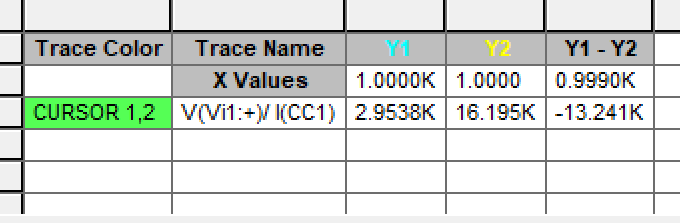 Trace Color Trace Name Y1 Y2 Y1 - Y2
X Values 1.0000K 1.0000 0.9990K
CURSOR 1,2 V(Vi1:+)/ I(CC1) 2.9538K 16.195K -13.241K